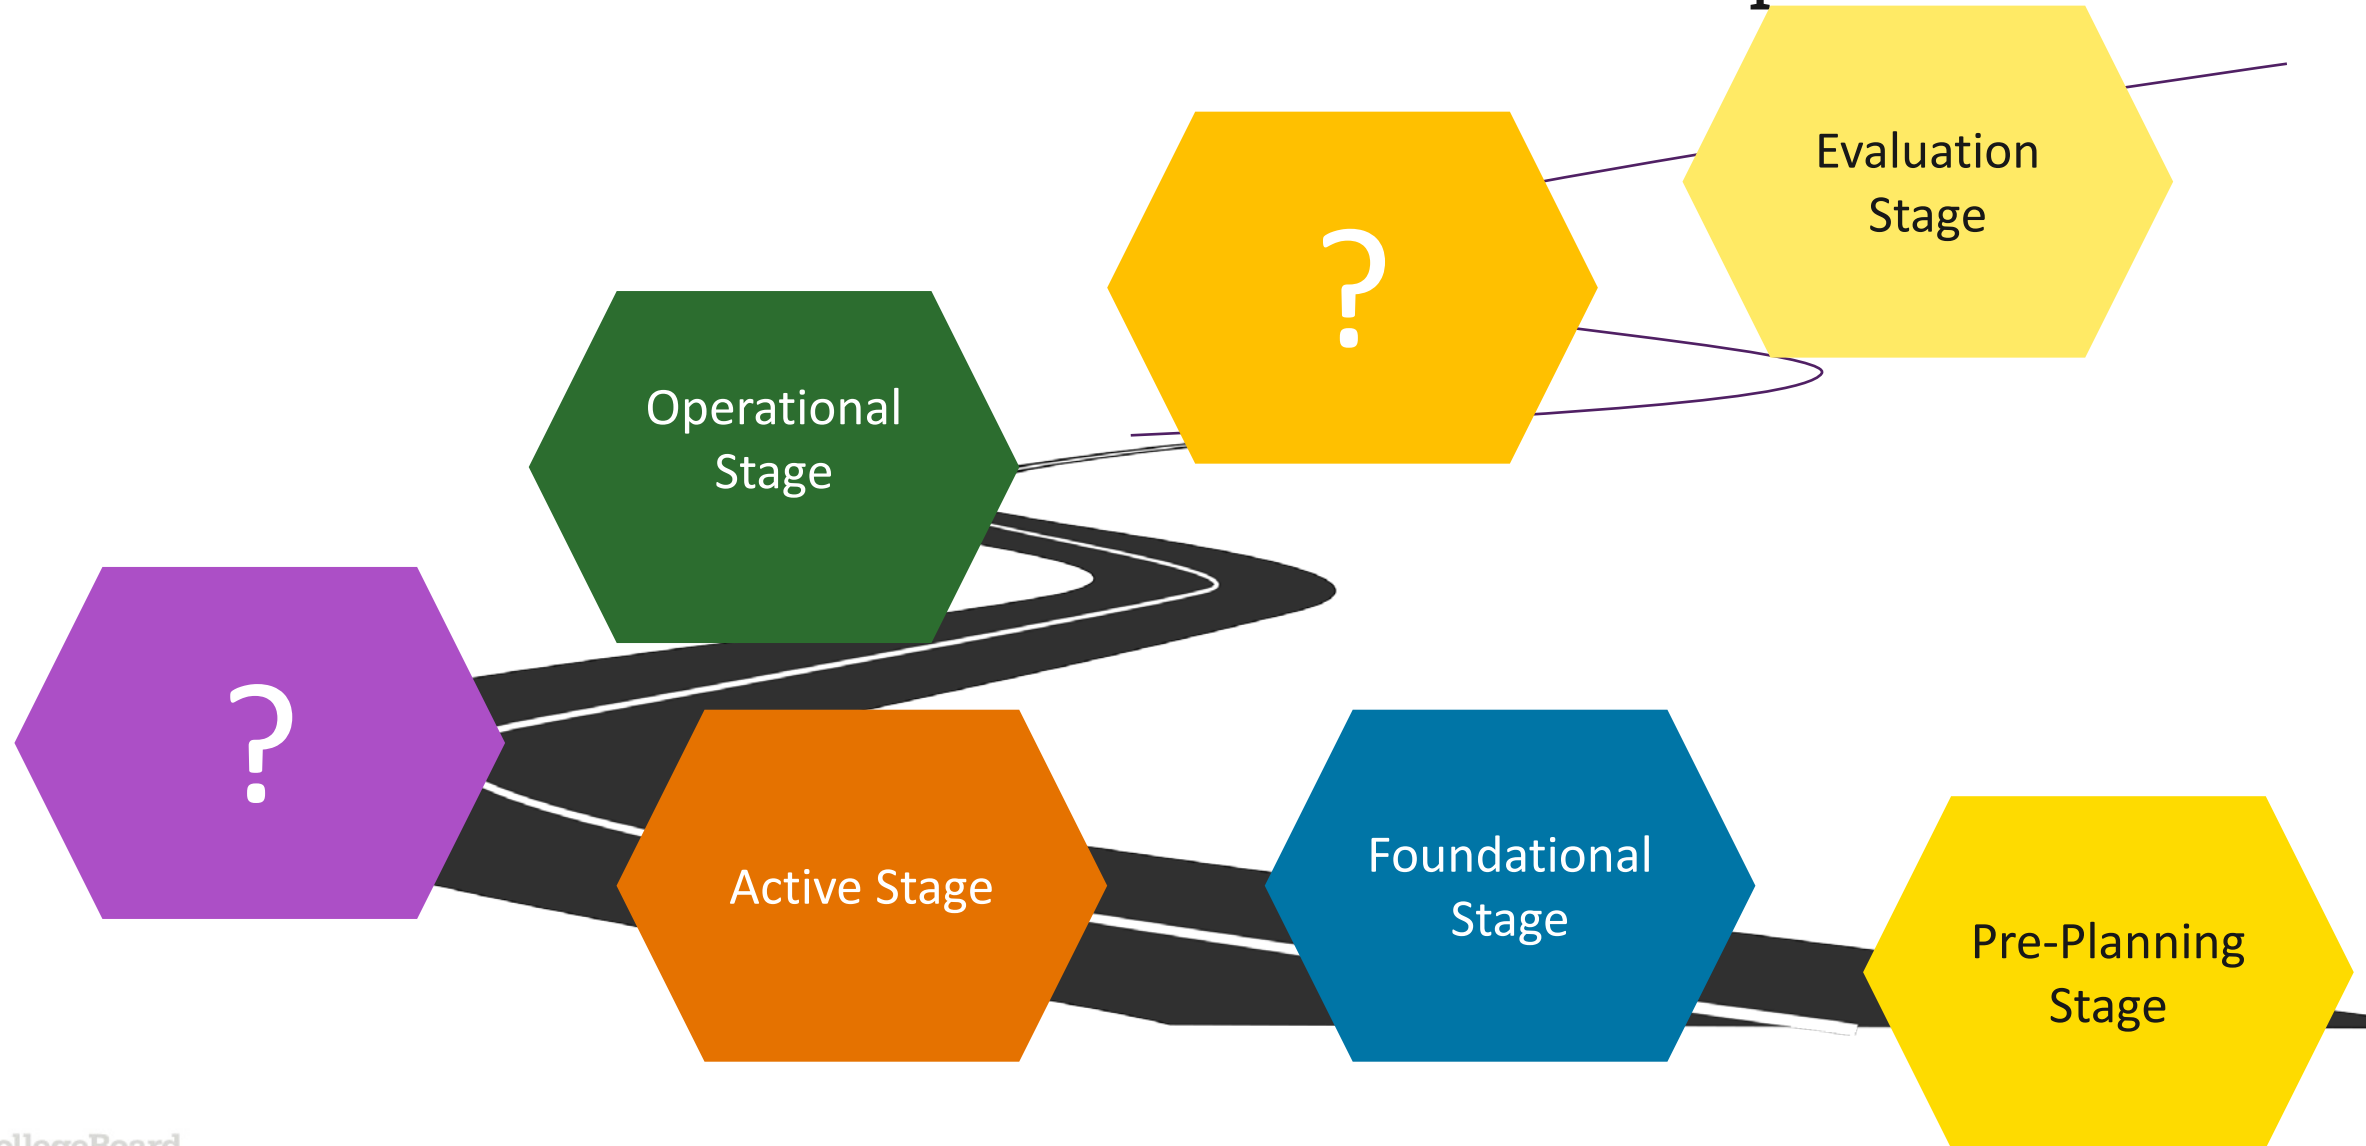 Evaluation
Stage
?
Operational
Stage
?
Active Stage
Foundational
Stage
Pre-Planning
Stage